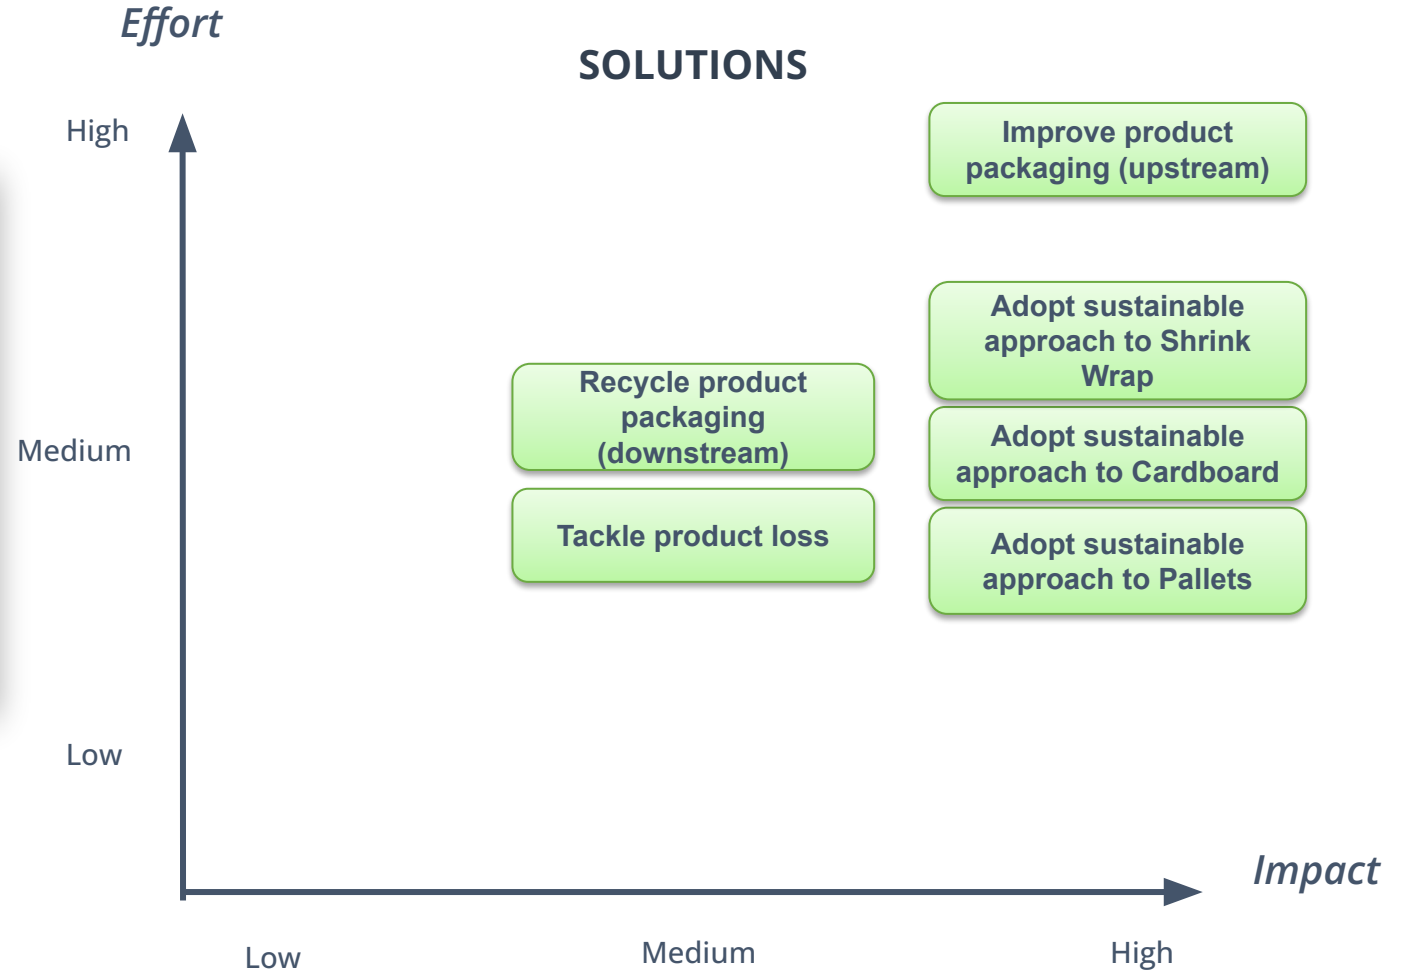 Effort
SOLUTIONS
High
Improve product
packaging (upstream)
Adopt sustainable
approach to Shrink
Wrap
Recycle product
packaging
(downstream)
Medium
Adopt sustainable
approach to Cardboard
Tackle product loss
Adopt sustainable
approach to Pallets
Low
Impact
Low
Medium
High